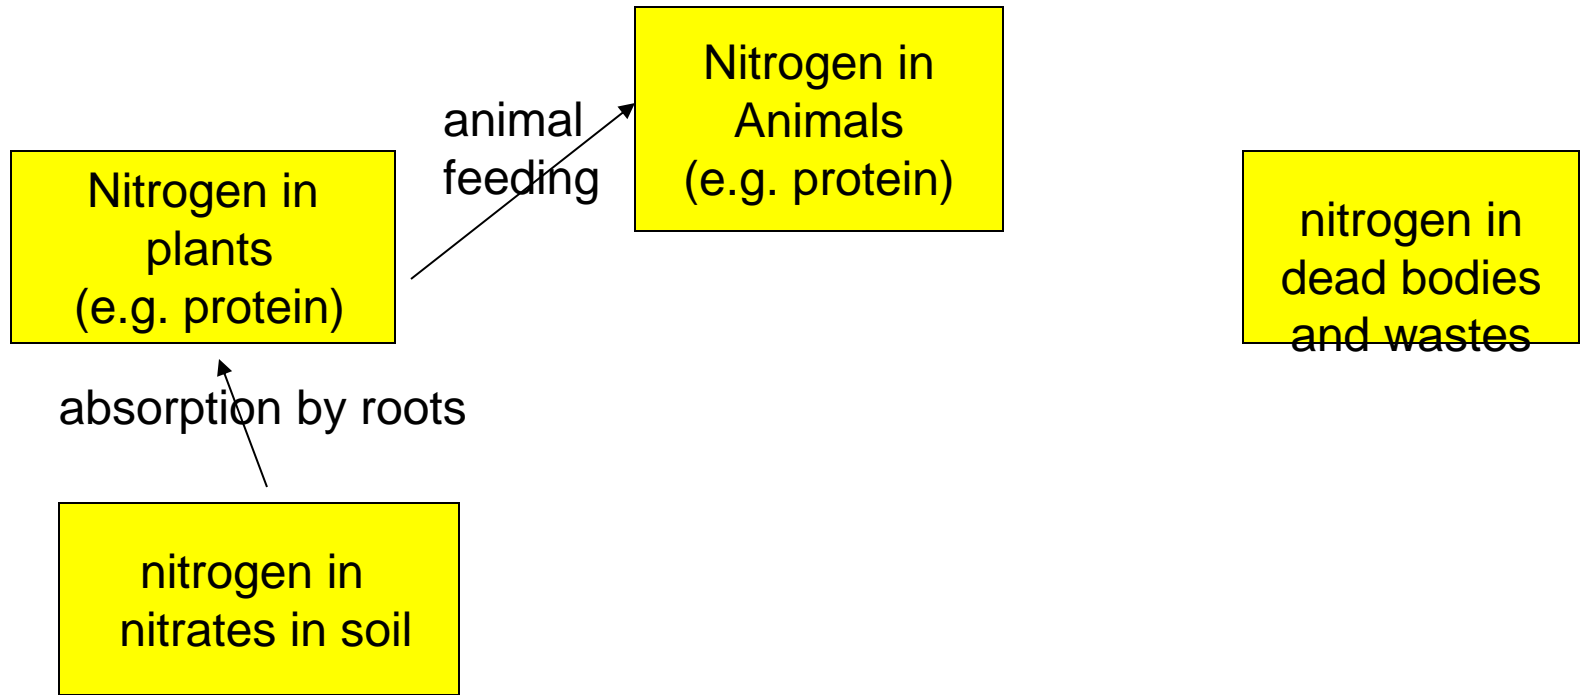 Nitrogen in
Animals
(e.g. protein)
animal
feeding
Nitrogen in
plants
(e.g. protein)
nitrogen in
dead bodies
and wastes
absorption by roots
nitrogen in
nitrates in soil